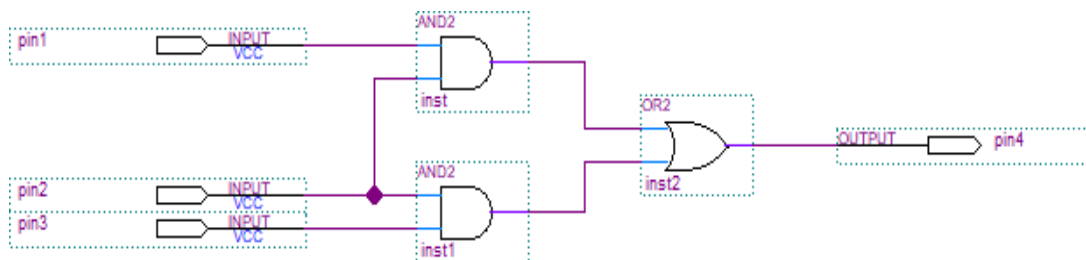 AND2
pin1
INPUT
VCC
inst
OR2
OUTPUT
pin4
AND2
inst2
pin2
INPUT
VCC
pin3
INPUT
VCC
inst1